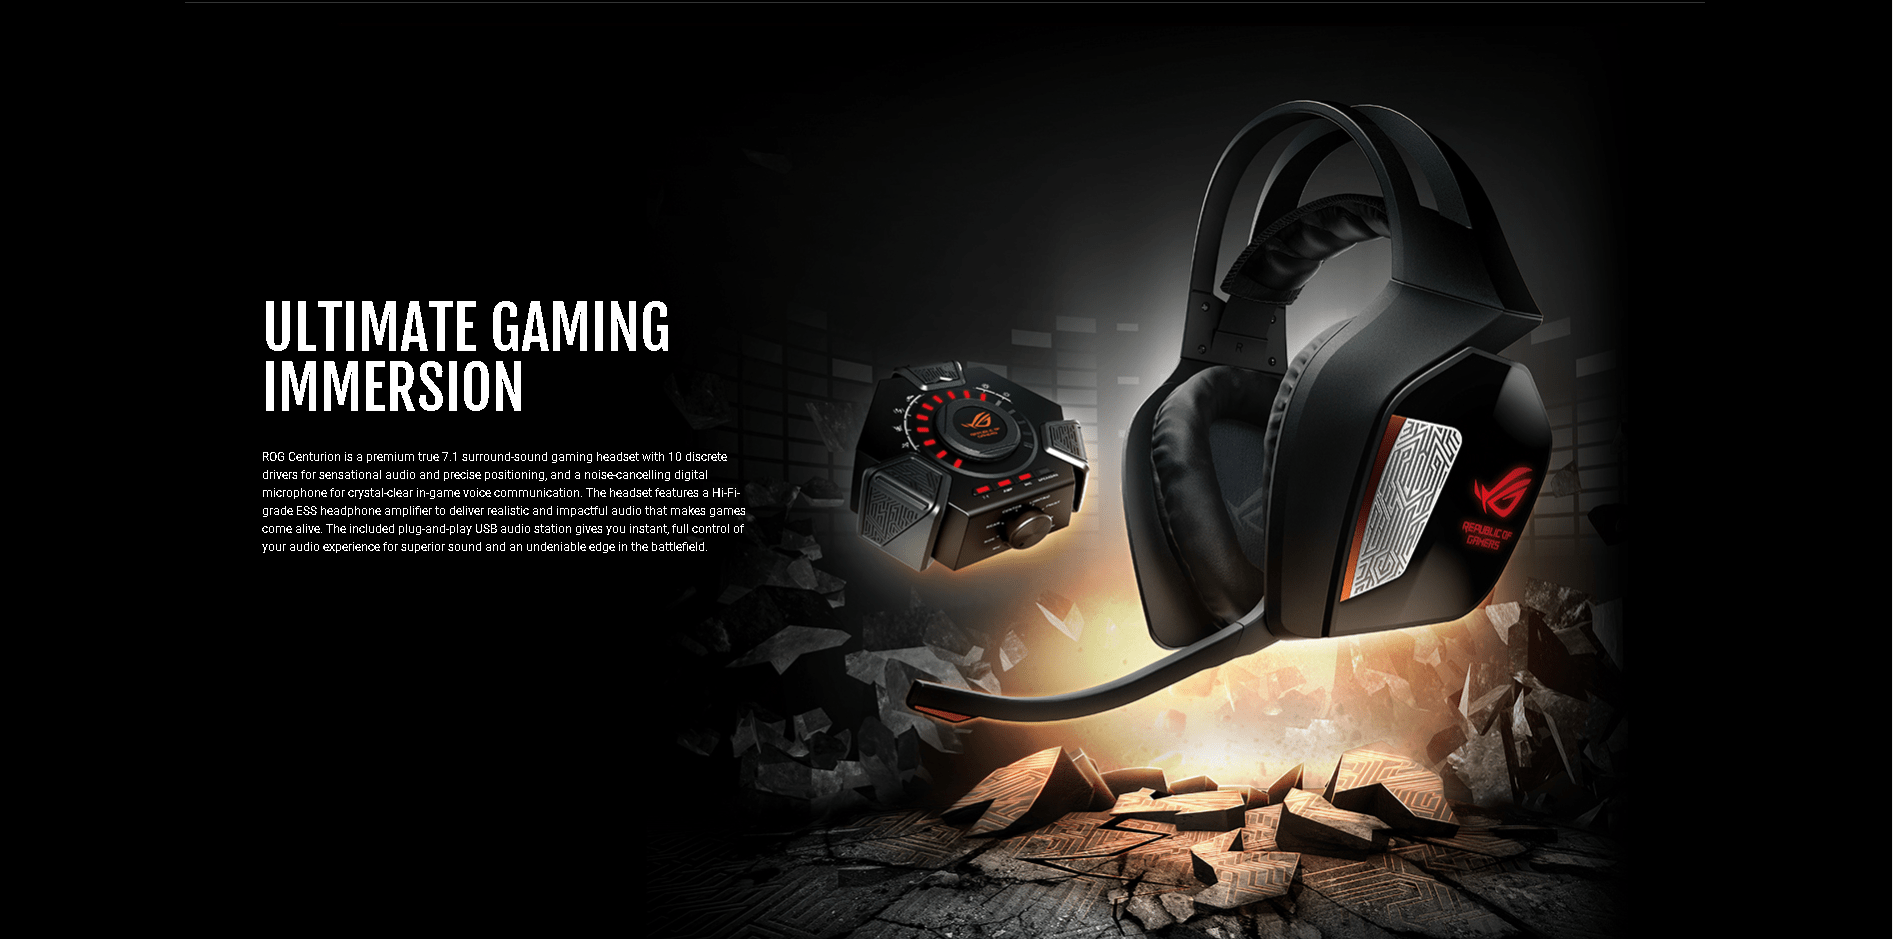 ULTIMATE GAMING
IMMERSION
ROG Centurion is a premium true 7.1 surround-sound gaming headset with 10 discrete
drivers for sensational audio and precise positioning, and a noise-cancelling digital
microphone for crystal-clear in-game voice communication. The headset features a Hi-Fi-
grade ESS headphone amplifier to deliver realistic and impactful audio that makes games
come alive. The included plug-and-play USB audio station gives you instant, full control of
your audio experience for superior sound and an undeniable edge in the battlefield.
REPUBLIC OF
GAMERS
R
REPUBLIC OF
GAMERS